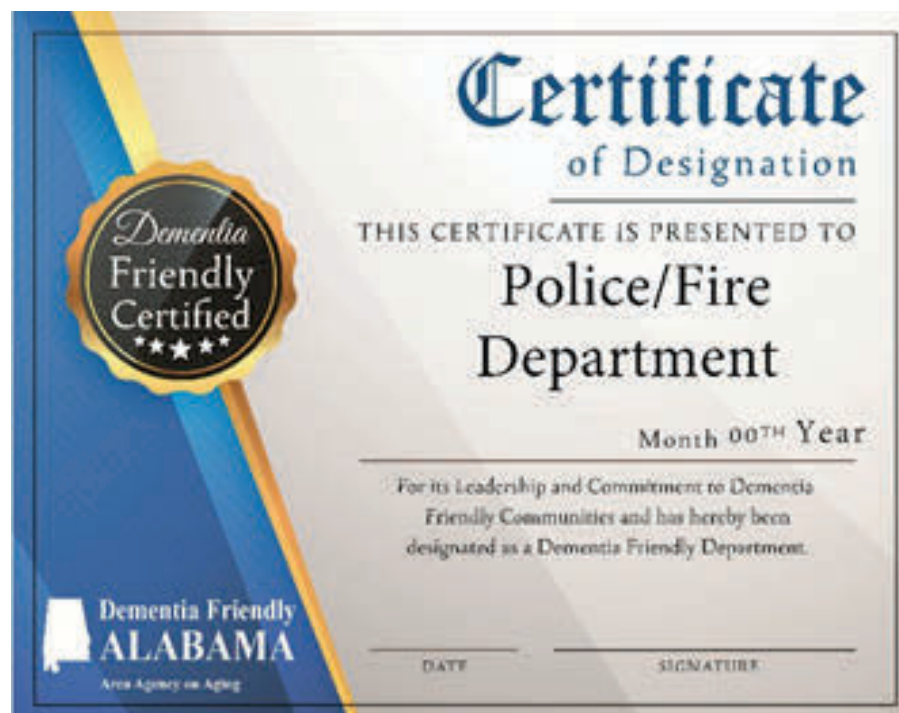 Certificate
of Designation
THIS CERTIFICATE IS PRESENTED TO
Police/Fire
Department
Month 00TH Year
For its Leadership and Commitment to Dementia
Friendly Communities and has hereby been
designated as a Dementia Friendly Department.
DATE
SIGNATURE
Dementia
Friendly
Certified
Dementia Friendly
ALABAMA
Area Agency on Aging